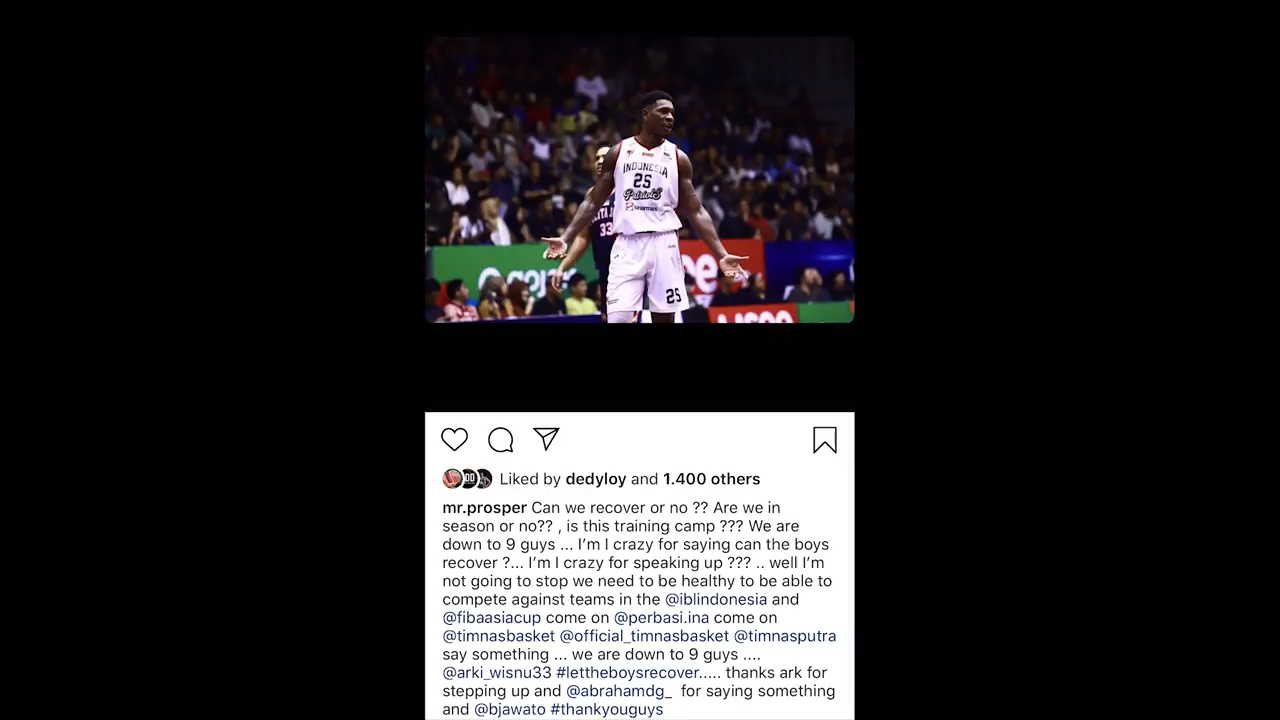 INDONESIA
25
Patriots
sinarmas
33
gojek
25
Liked by dedyloy and 1.400 others
mr.prosper Can we recover or no ?? Are we in
season or no?? , is this training camp ??? We are
down to 9 guys ... I'm I crazy for saying can the boys
recover ?... I'm I crazy for speaking up ??? .. well I'm
not going to stop we need to be healthy to be able to
compete against teams in the @iblindonesia and
@fibaasiacup come on @perbasi.ina come on
@timnasbasket @official_timnasbasket @timnasputra
say something ... we are down to 9 guys ....
@arki_wisnu33 #lettheboysrecover..... thanks ark for
stepping up and @abrahamdg_ for saying something
and @bjawato #thankyouguys